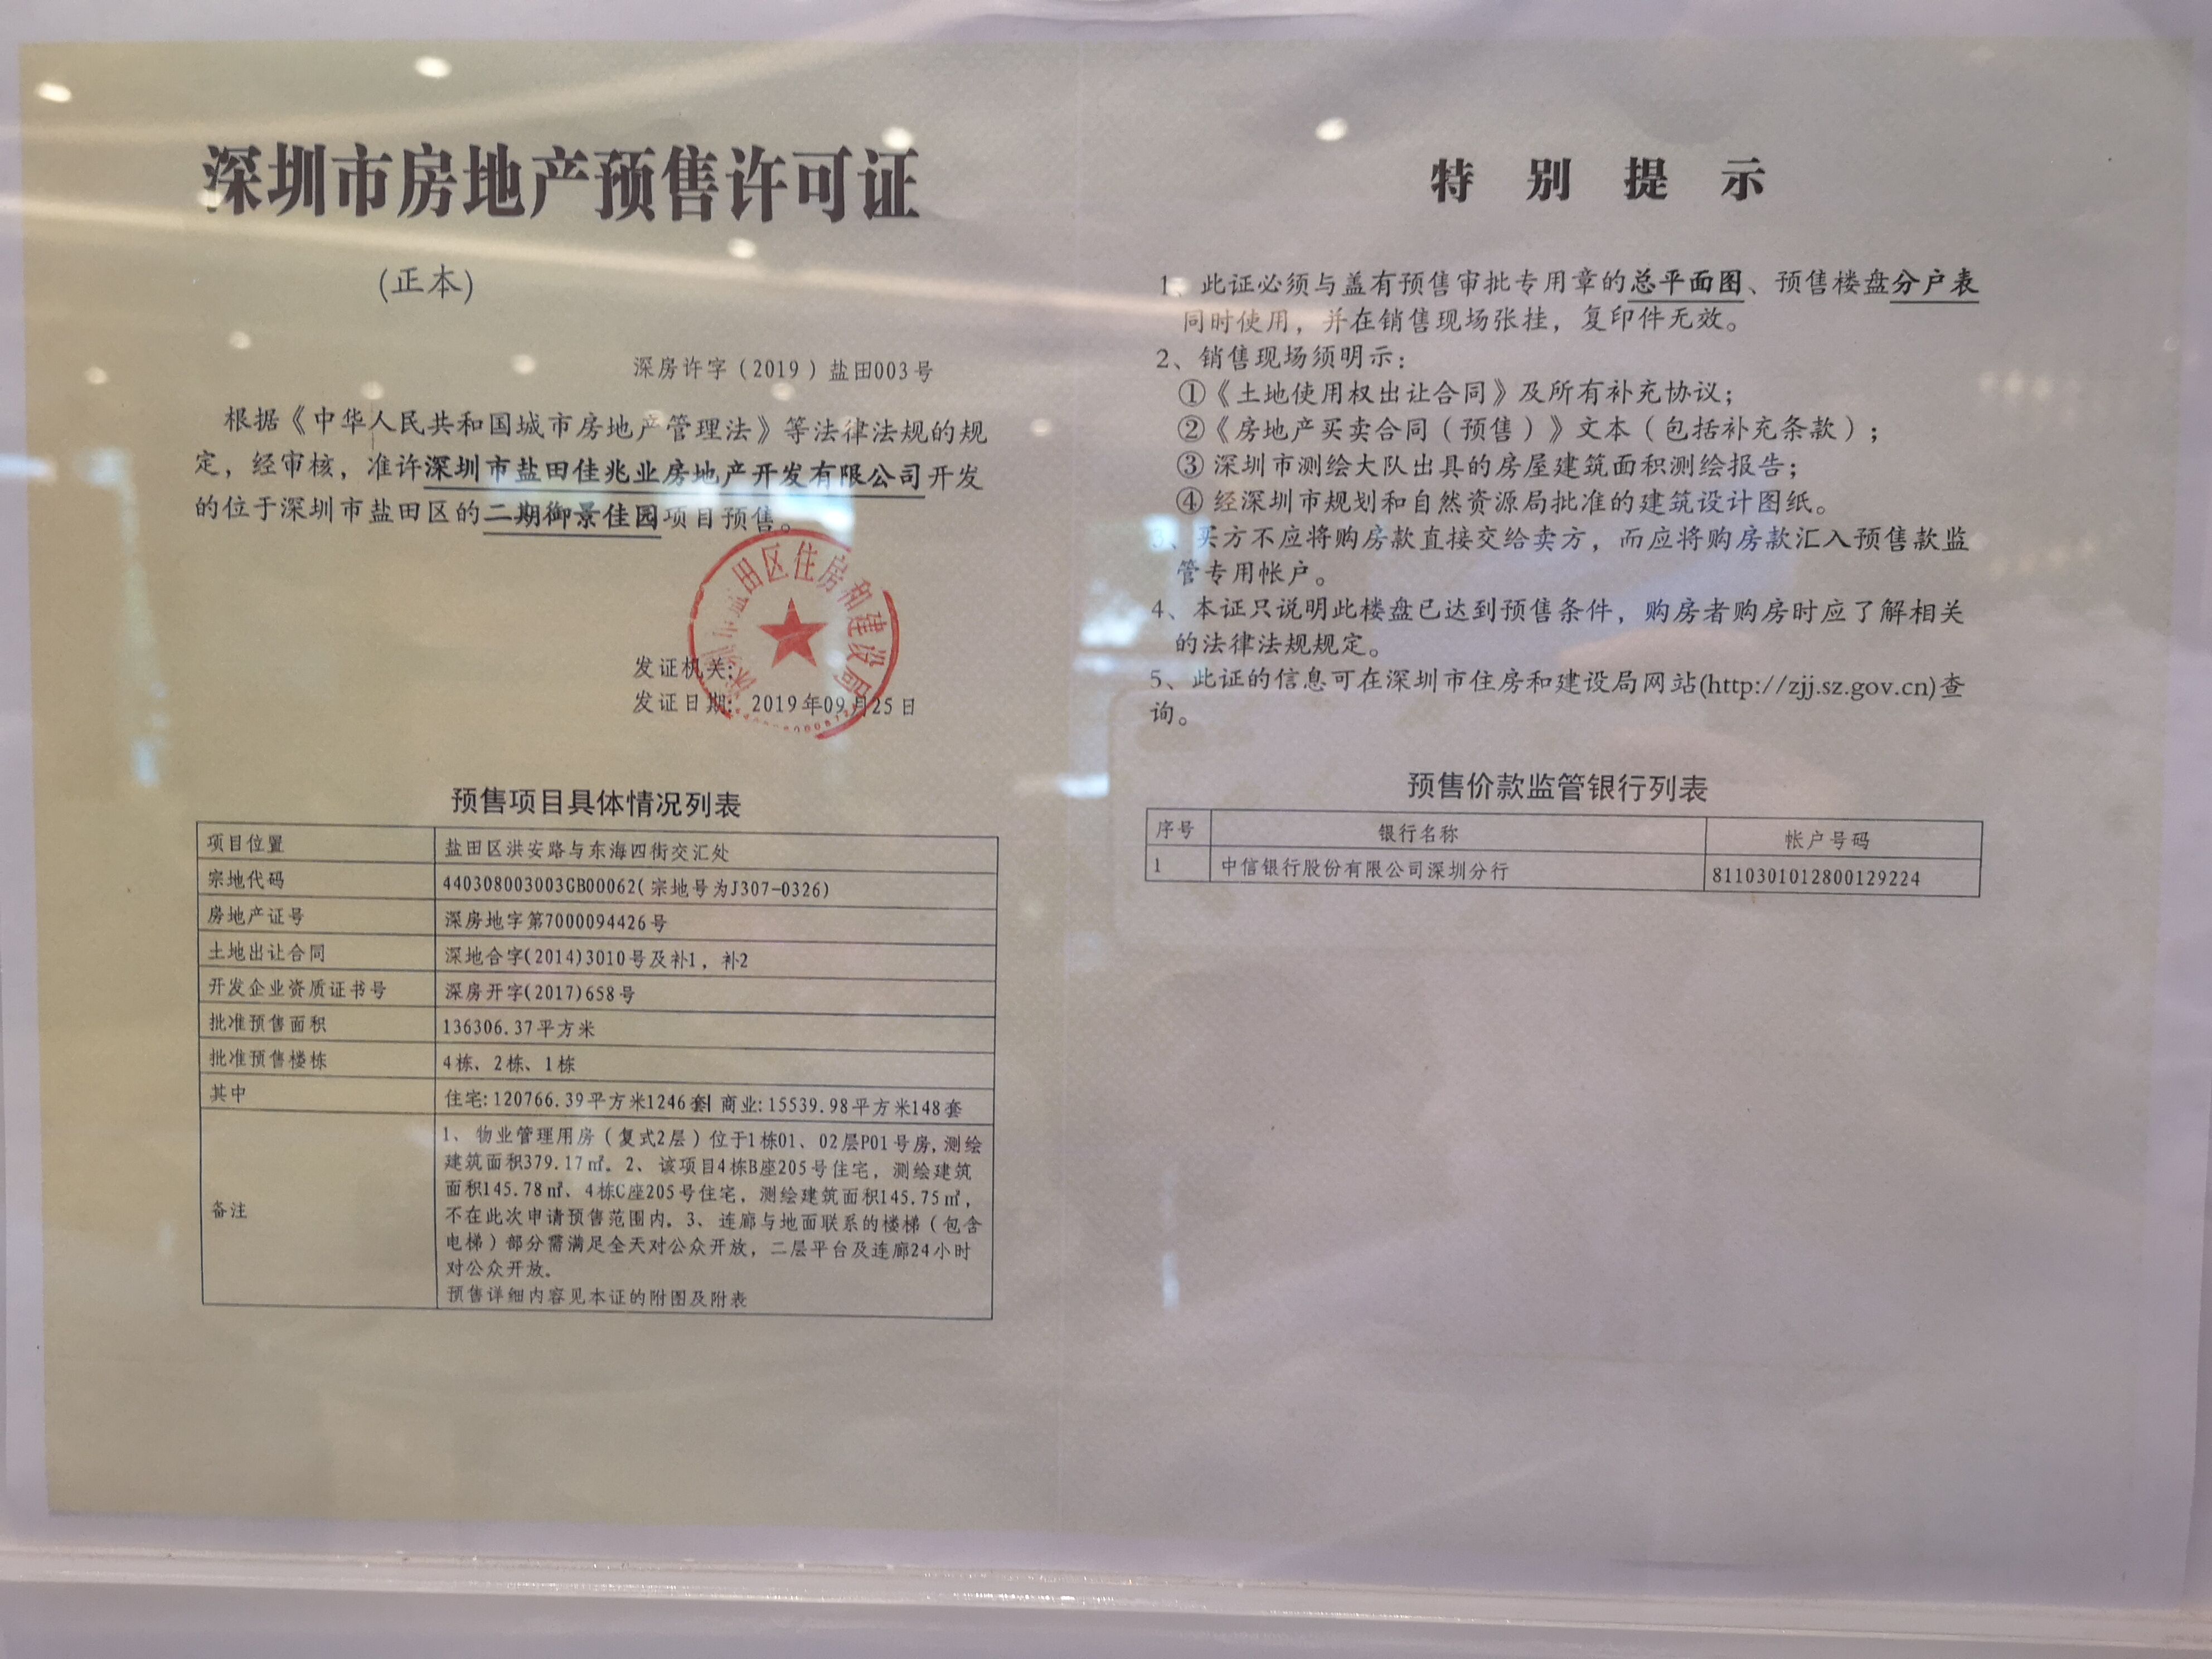 深圳市房地产预售许可证
(正本)
深房许字（2019）盐田003号
根据《中华人民共和国城市房地产管理法》等法律法规的规
定，经审核，准许深圳市盐田佳兆业房地产开发有限公司开发
的位于深圳市盐田区的二期御景佳园项目预售。
深圳市盐田区住房和建设局
发证机关:
发证日期: 2019年09月25日
预售项目具体情况列表
项目位置 盐田区洪安路与东海四街交汇处
宗地代码 440308003003GB00062(宗地号为J307-0326)
房地产证号 深房地字第7000094426号
土地出让合同 深地合字(2014)3010号及补1，补2
开发企业资质证书号 深房开字(2017)658号
批准预售面积 136306.37平方米
批准预售楼栋 4栋、2栋、1栋
其中 住宅:120766.39平方米1246套| 商业:15539.98平方米148套
备注
1、物业管理用房（复式2层）位于1栋01、02层P01号房,测绘
建筑面积379.17㎡。2、该项目4栋B座205号住宅，测绘建筑
面积145.78㎡、4栋C座205号住宅，测绘建筑面积145.75㎡，
不在此次申请预售范围内。3、连廊与地面联系的楼梯（包含
电梯）部分需满足全天对公众开放，二层平台及连廊24小时
对公众开放。
预售详细内容见本证的附图及附表
特别提示
1、此证必须与盖有预售审批专用章的总平面图、预售楼盘分户表
同时使用，并在销售现场张挂，复印件无效。
2、销售现场须明示：
①《土地使用权出让合同》及所有补充协议；
②《房地产买卖合同（预售）》文本（包括补充条款）；
③ 深圳市测绘大队出具的房屋建筑面积测绘报告；
④ 经深圳市规划和自然资源局批准的建筑设计图纸。
3、买方不应将购房款直接交给卖方，而应将购房款汇入预售款监
管专用帐户。
4、本证只说明此楼盘已达到预售条件，购房者购房时应了解相关
的法律法规规定。
5、此证的信息可在深圳市住房和建设局网站(http://zjj.sz.gov.cn)查
询。
预售价款监管银行列表
序号 银行名称 帐户号码
1 中信银行股份有限公司深圳分行 8110301012800129224